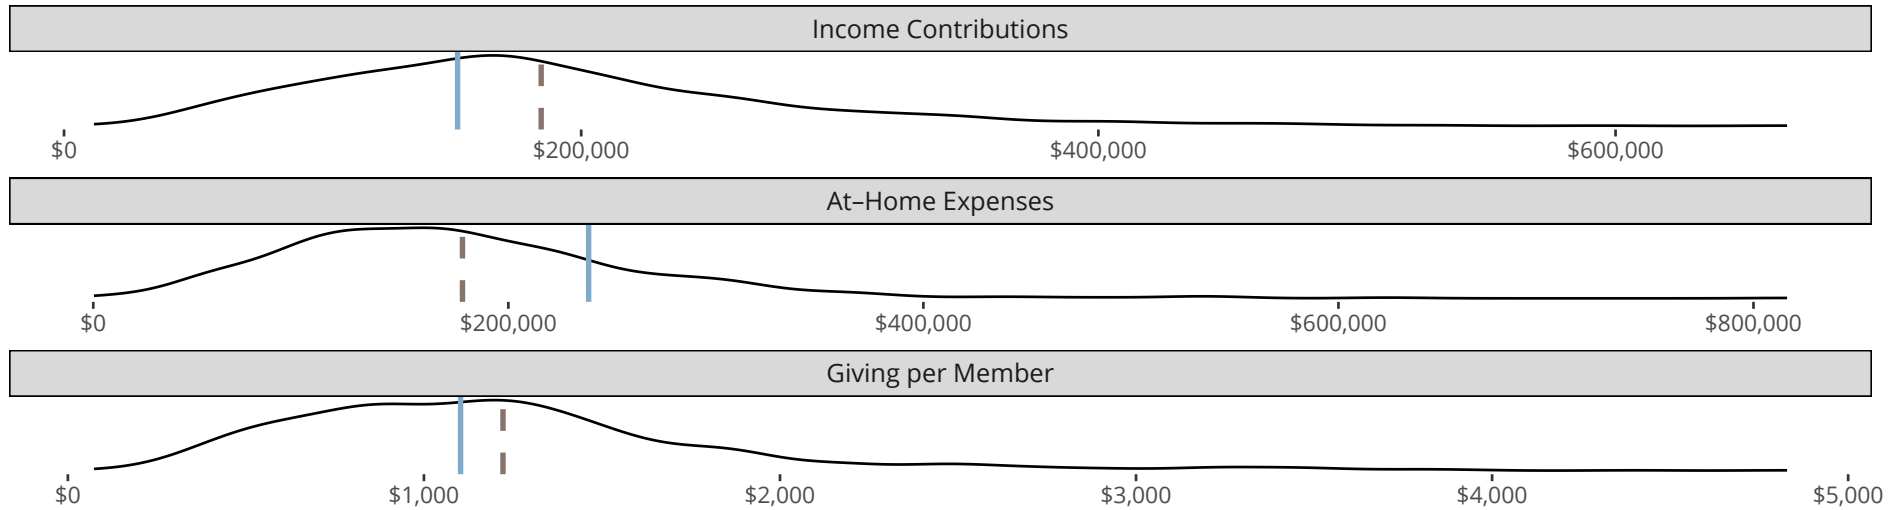 Income Contributions
$0 $200,000 $400,000 $600,000
At–Home Expenses
$0 $200,000 $400,000 $600,000 $800,000
Giving per Member
$0 $1,000 $2,000 $3,000 $4,000 $5,000